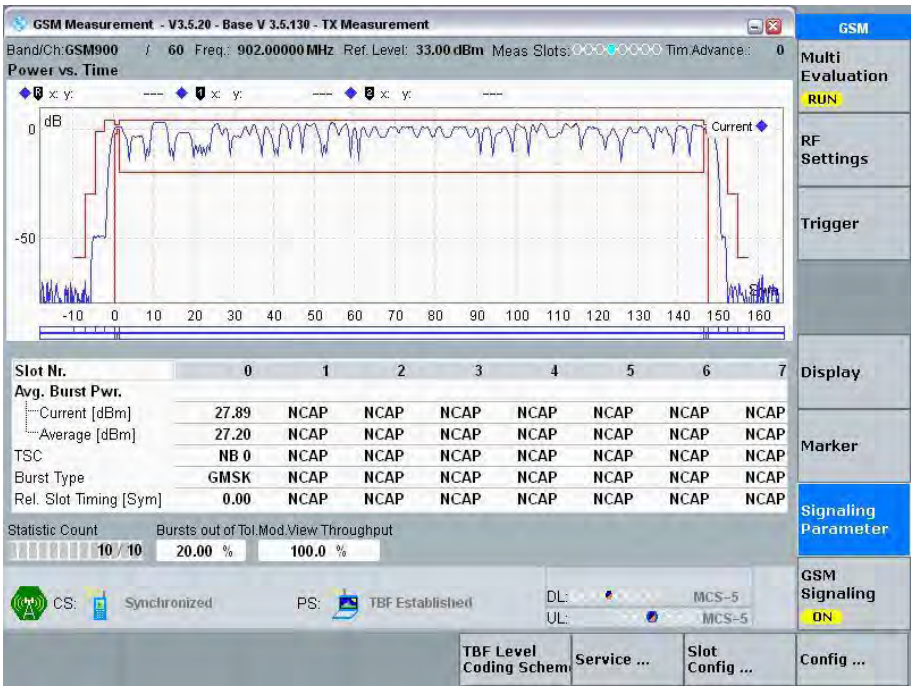 GSM Measurement - V3.5.20 - Base V 3.5.130 - TX Measurement
GSM
Band/Ch:GSM900 / 60 Freq.: 902.00000 MHz Ref. Level: 33.00 dBm Meas Slots: Tim.Advance.: 0
Power vs. Time
Multi Evaluation
RUN
R x: y: --- 1 x: y: --- 2 x: y: ---
dB
Current
0
-50
-10 0 10 20 30 40 50 60 70 80 90 100 110 120 130 140 150 160
RF Settings
Trigger
Slot Nr. 0 1 2 3 4 5 6 7
Avg. Burst Pwr.
Current [dBm] 27.89 NCAP NCAP NCAP NCAP NCAP NCAP NCAP
Average [dBm] 27.20 NCAP NCAP NCAP NCAP NCAP NCAP NCAP
TSC NB 0 NCAP NCAP NCAP NCAP NCAP NCAP NCAP
Burst Type GMSK NCAP NCAP NCAP NCAP NCAP NCAP NCAP
Rel. Slot Timing [Sym] 0.00 NCAP NCAP NCAP NCAP NCAP NCAP NCAP
Display
Marker
Statistic Count Bursts out of Tol. Mod.View Throughput
10 / 10 20.00 % 100.0 %
Signaling Parameter
CS: Synchronized PS: TBF Established
DL: MCS-5
UL: MCS-5
GSM Signaling
ON
TBF Level
Coding Schem
Service ...
Slot
Config ...
Config ...